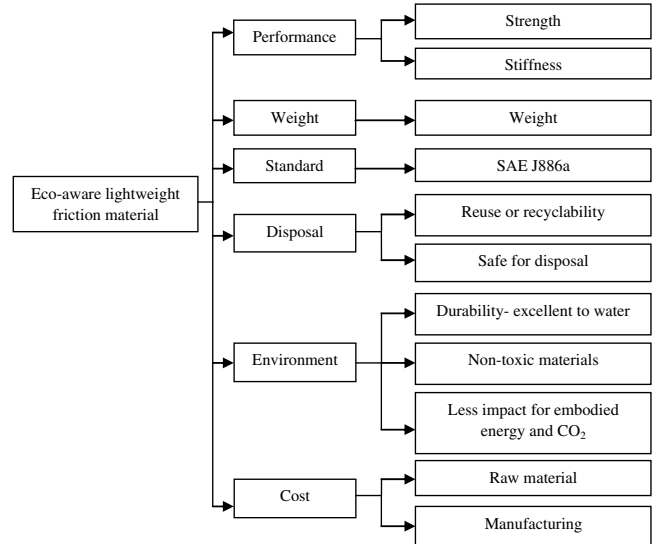 Eco-aware lightweight
friction material
Performance
Strength
Stiffness
Weight
Weight
Standard
SAE J886a
Disposal
Reuse or recyclability
Safe for disposal
Environment
Durability- excellent to water
Non-toxic materials
Less impact for embodied
energy and CO₂
Cost
Raw material
Manufacturing